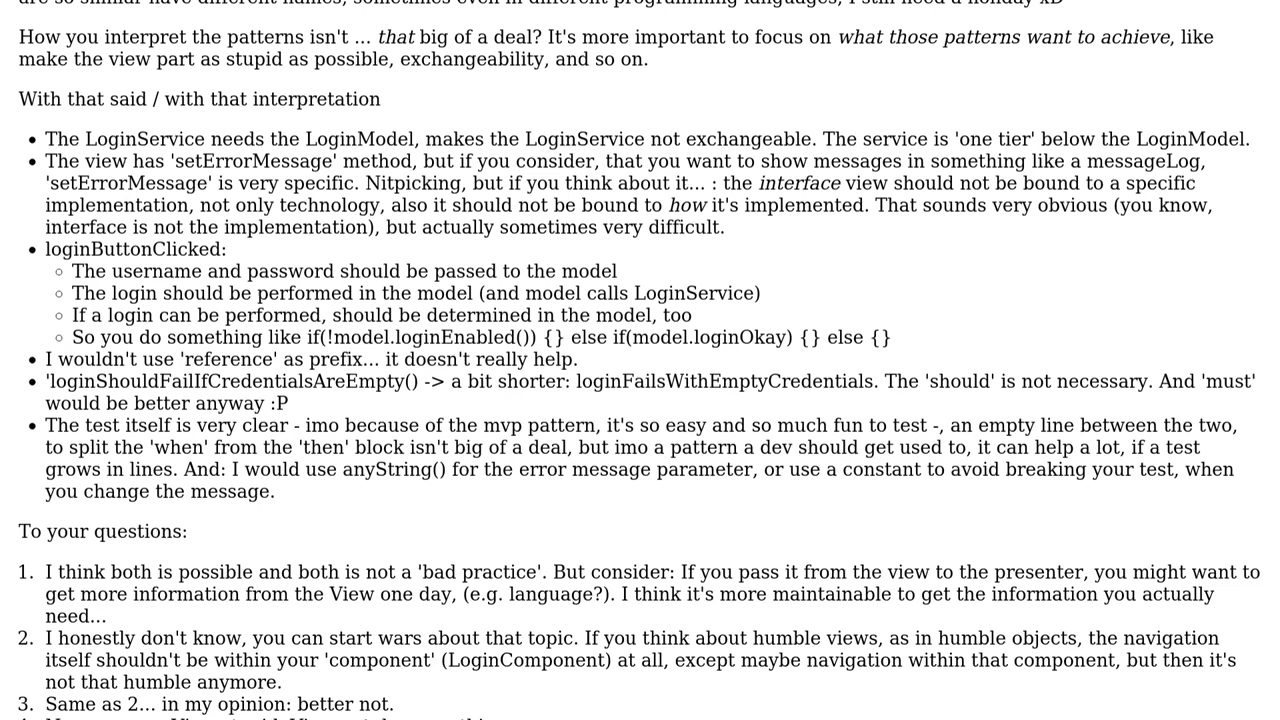 How you interpret the patterns isn't ... that big of a deal? It's more important to focus on what those patterns want to achieve, like
make the view part as stupid as possible, exchangeability, and so on.
With that said / with that interpretation
• The LoginService needs the LoginModel, makes the LoginService not exchangeable. The service is 'one tier' below the LoginModel.
• The view has 'setErrorMessage' method, but if you consider, that you want to show messages in something like a messageLog,
'setErrorMessage' is very specific. Nitpicking, but if you think about it... : the interface view should not be bound to a specific
implementation, not only technology, also it should not be bound to how it's implemented. That sounds very obvious (you know,
interface is not the implementation), but actually sometimes very difficult.
• loginButtonClicked:
◦ The username and password should be passed to the model
◦ The login should be performed in the model (and model calls LoginService)
◦ If a login can be performed, should be determined in the model, too
◦ So you do something like if(!model.loginEnabled()) {} else if(model.loginOkay) {} else {}
• I wouldn't use 'reference' as prefix... it doesn't really help.
• 'loginShouldFailIfCredentialsAreEmpty() -> a bit shorter: loginFailsWithEmptyCredentials. The 'should' is not necessary. And 'must'
would be better anyway :P
• The test itself is very clear - imo because of the mvp pattern, it's so easy and so much fun to test -, an empty line between the two,
to split the 'when' from the 'then' block isn't big of a deal, but imo a pattern a dev should get used to, it can help a lot, if a test
grows in lines. And: I would use anyString() for the error message parameter, or use a constant to avoid breaking your test, when
you change the message.
To your questions:
1. I think both is possible and both is not a 'bad practice'. But consider: If you pass it from the view to the presenter, you might want to
get more information from the View one day, (e.g. language?). I think it's more maintainable to get the information you actually
need...
2. I honestly don't know, you can start wars about that topic. If you think about humble views, as in humble objects, the navigation
itself shouldn't be within your 'component' (LoginComponent) at all, except maybe navigation within that component, but then it's
not that humble anymore.
3. Same as 2... in my opinion: better not.